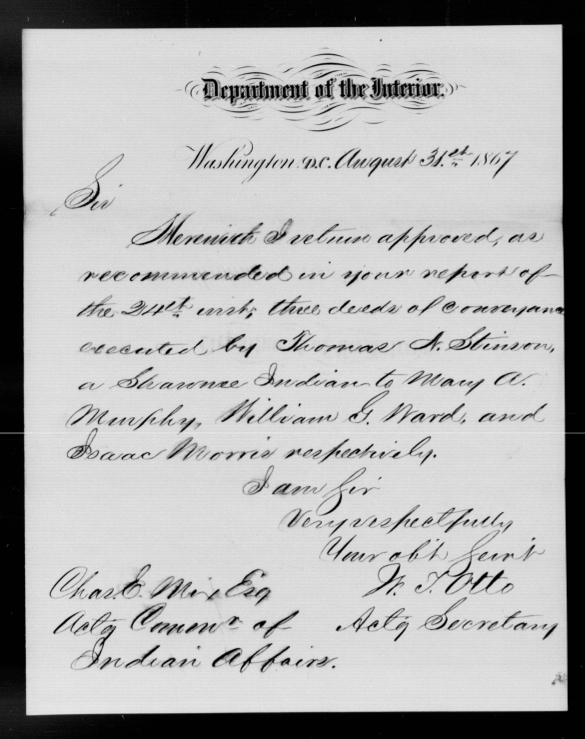 Department of the Interior.
Washington D.C. August 31.st 1867
Sir
Herewith I return approved, as
recommended in your report of
the 24th inst; three deeds of conveyance
executed by Thomas N. Stinson,
a Shawnee Indian to Mary A.
Murphy, William G. Ward, and
Isaac Morris respectively.
I am Sir
Very respectfully
Your obt Servt
W. T. Otto
Actg Secretary
Chas. E. Mix, Esq
Actg Commr of
Indian Affairs.